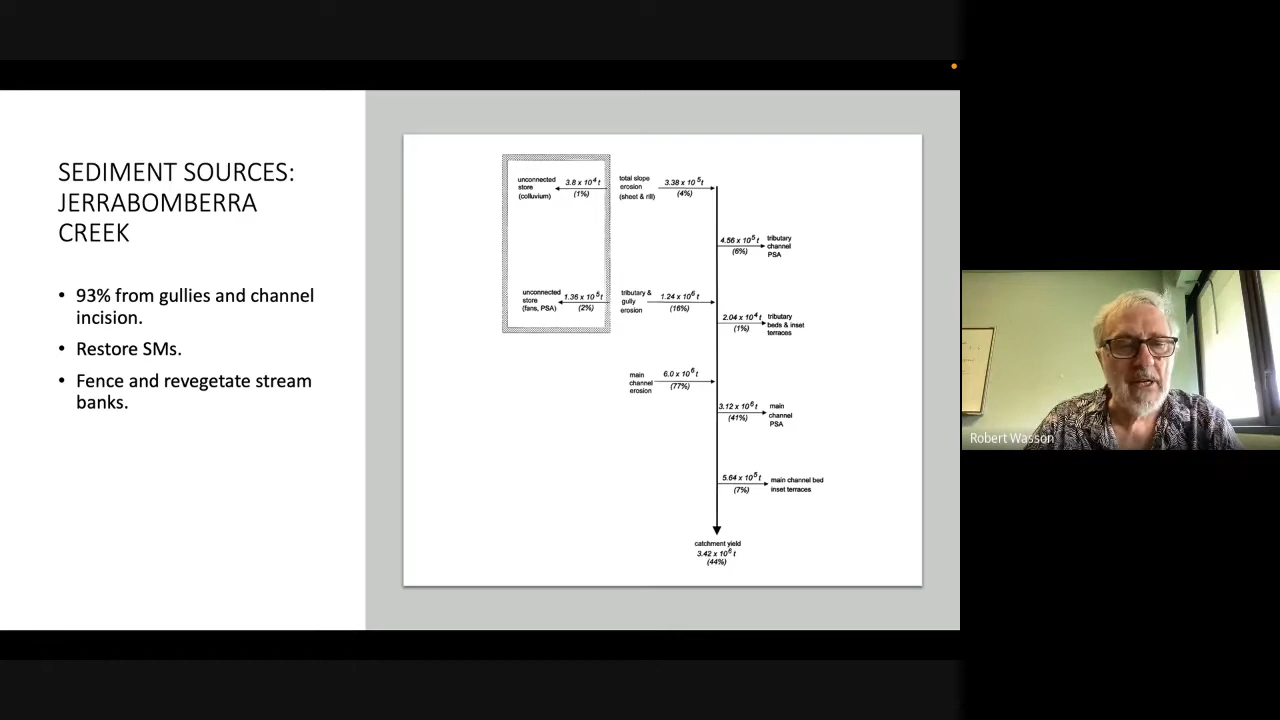 SEDIMENT SOURCES:
JERRABOMBERRA
CREEK
• 93% from gullies and channel
incision.
• Restore SMs.
• Fence and revegetate stream
banks.
unconnected
store
(colluvium)
3.8 x 10⁴ t
(1%)
total slope
erosion
(sheet & rill)
3.38 x 10⁵ t
(4%)
4.56 x 10⁵ t
(6%)
tributary
channel
PSA
unconnected
store
(fans, PSA)
1.36 x 10⁵ t
(2%)
tributary &
gully
erosion
1.24 x 10⁶ t
(16%)
2.04 x 10⁴ t
(1%)
tributary
beds & inset
terraces
main
channel
erosion
6.0 x 10⁶ t
(77%)
3.12 x 10⁶ t
(41%)
main
channel
PSA
5.64 x 10⁵ t
(7%)
main channel bed
inset terraces
catchment yield
3.42 x 10⁶ t
(44%)
Robert Wasson